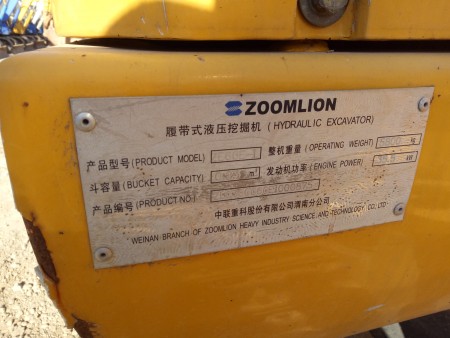 ZOOMLION
履带式液压挖掘机 (HYDRAULIC EXCAVATOR)
产品型号(PRODUCT MODEL) 整机重量(OPERATING WEIGHT) kg
斗容量(BUCKET CAPACITY) m³ 发动机功率(ENGINE POWER) kW
产品编号(PRODUCT NO.)
中联重科股份有限公司渭南分公司
WEINAN BRANCH OF ZOOMLION HEAVY INDUSTRY SCIENCE AND TECHNOLOGY CO., LTD.